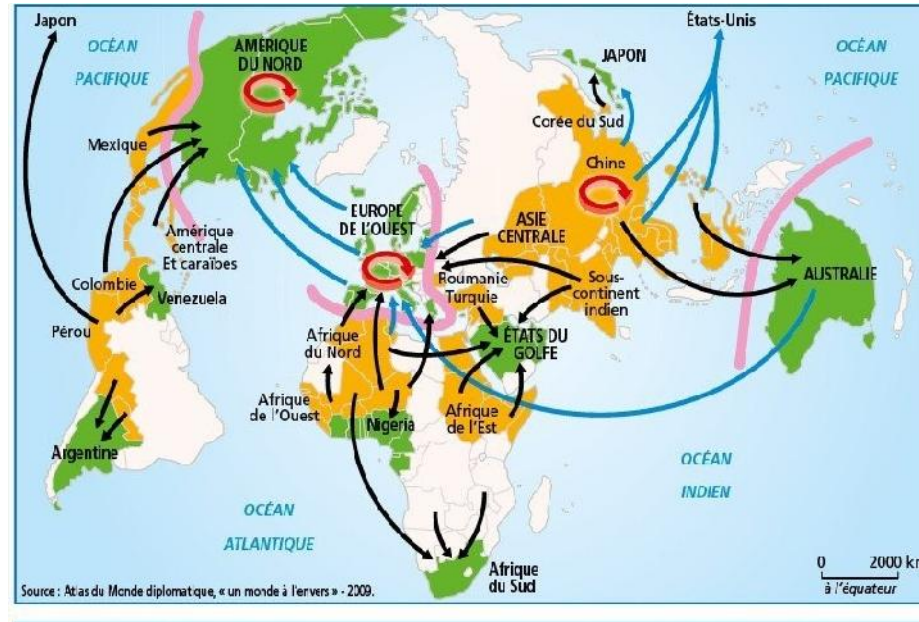 Japon
États-Unis
OCÉAN
PACIFIQUE
AMÉRIQUE
DU NORD
JAPON
OCÉAN
PACIFIQUE
Corée du Sud
Mexique
Chine
EUROPE
DE L'OUEST
ASIE
CENTRALE
Amérique
centrale
Et caraïbes
Colombie
Venezuela
Roumanie
Turquie
Sous-
continent
indien
AUSTRALIE
Pérou
Afrique
du Nord
ÉTATS DU
GOLFE
Afrique
de l'Ouest
Nigeria
Afrique
de l'Est
Argentine
OCÉAN
INDIEN
OCÉAN
ATLANTIQUE
Afrique
du Sud
0 2000 km
à l'équateur
Source : Atlas du Monde diplomatique, « un monde à l'envers » - 2009.